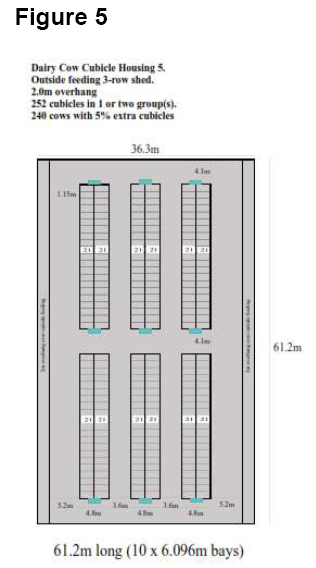 Figure 5
Dairy Cow Cubicle Housing 5.
Outside feeding 3-row shed.
2.0m overhang
252 cubicles in 1 or two group(s).
240 cows with 5% extra cubicles
36.3m
4.1m
1.15m
21 21 21 21 21 21
61.2m
4.1m
21 21 21 21 21 21
5.2m 3.6m 3.6m 5.2m
4.8m 4.8m 4.8m
61.2m long (10 x 6.096m bays)